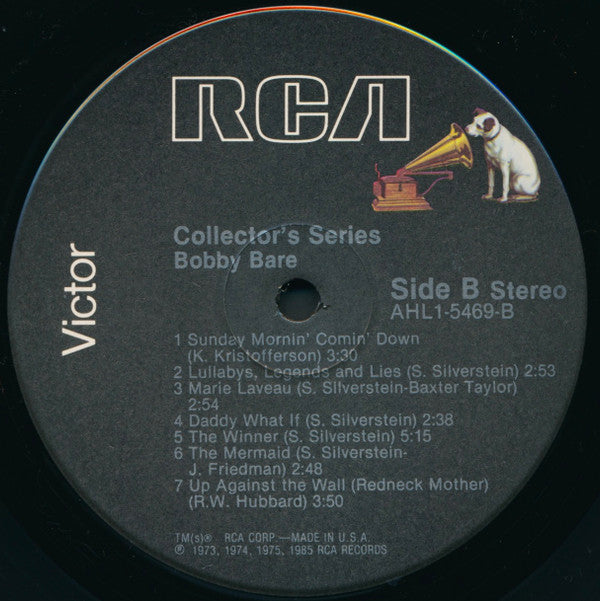 RCA
Victor
Collector's Series
Bobby Bare
Side B Stereo
AHL1-5469-B
1 Sunday Mornin' Comin' Down
(K. Kristofferson) 3:30
2 Lullabys, Legends and Lies (S. Silverstein) 2:53
3 Marie Laveau (S. Silverstein-Baxter Taylor)
2:54
4 Daddy What If (S. Silverstein) 2:38
5 The Winner (S. Silverstein) 5:15
6 The Mermaid (S. Silverstein-
J. Friedman) 2:48
7 Up Against the Wall (Redneck Mother)
(R.W. Hubbard) 3:50
TM(s)® RCA CORP.—MADE IN U.S.A.
℗ 1973, 1974, 1975, 1985 RCA RECORDS